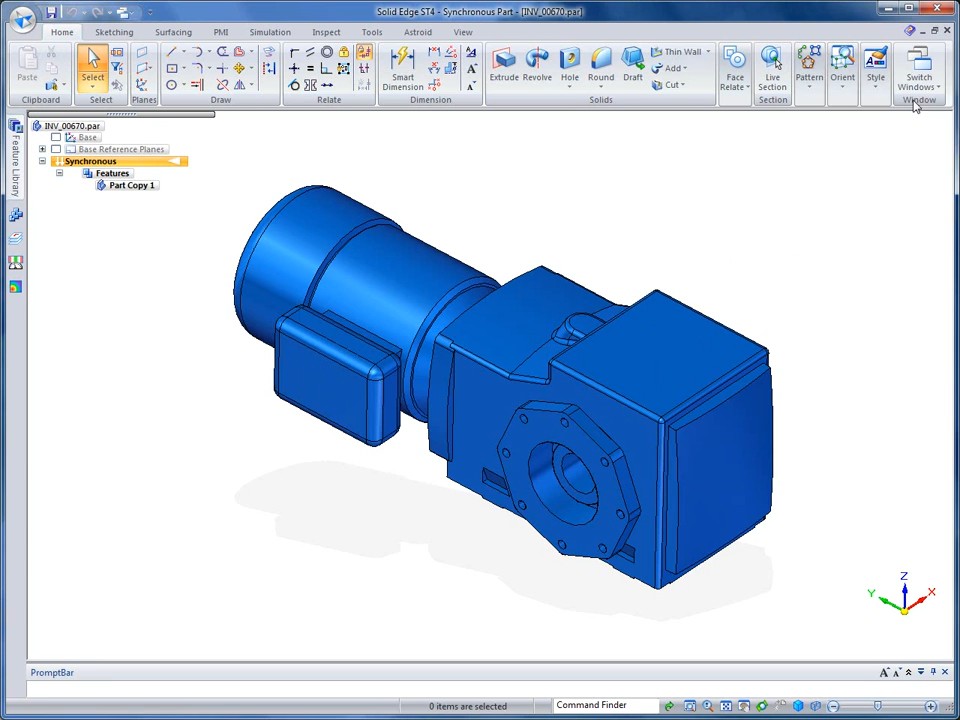 Solid Edge ST4 - Synchronous Part - [INV_00670.par]
Home
Sketching
Surfacing
PMI
Simulation
Inspect
Tools
Astroid
View
Paste
Select
Smart
Dimension
Extrude
Revolve
Hole
Round
Draft
Thin Wall
Add
Cut
Face
Relate
Live
Section
Pattern
Orient
Style
Switch
Windows
Clipboard
Select
Planes
Draw
Relate
Dimension
Solids
Section
Window
INV_00670.par
Base
Base Reference Planes
Synchronous
Features
Part Copy 1
Feature Library
Z
Y
X
PromptBar
0 items are selected
Command Finder